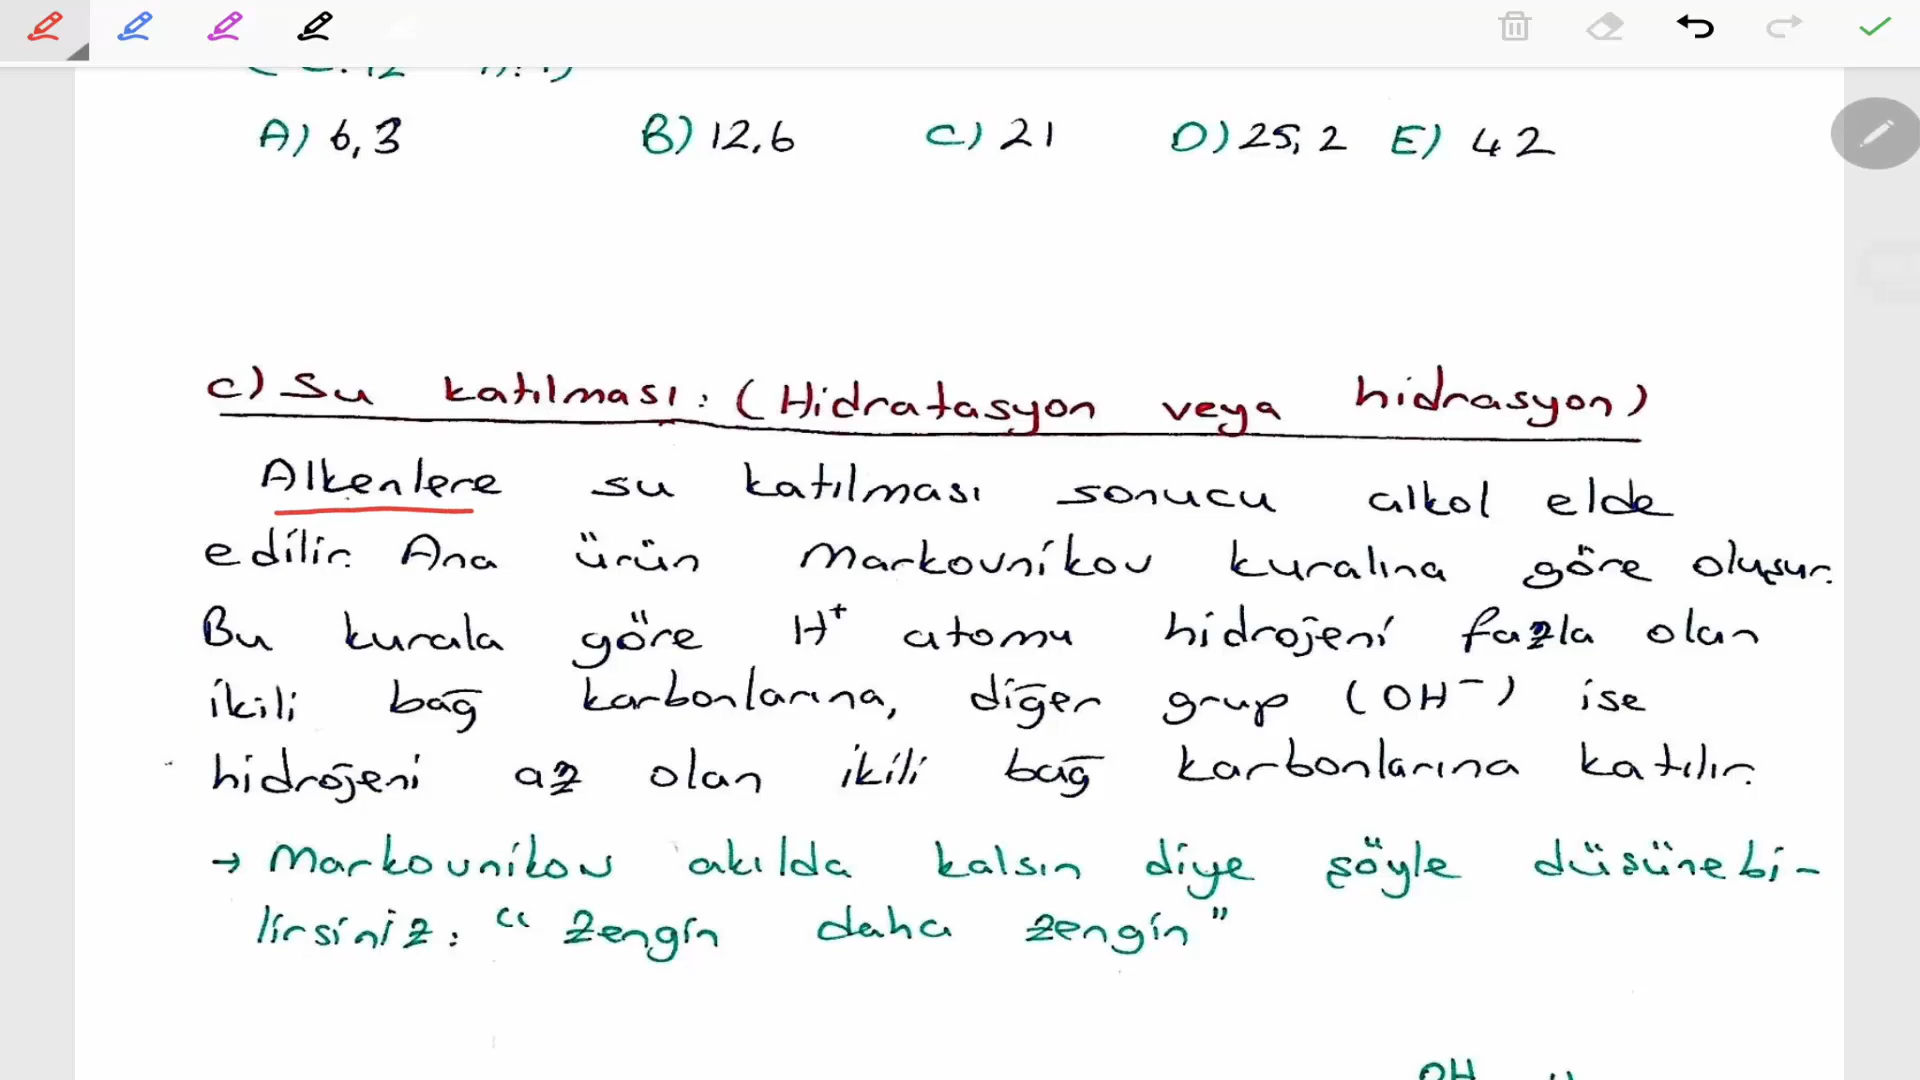 A) 6,3 B) 12,6 C) 21 D) 25,2 E) 42
c) Su katılması: (Hidratasyon veya hidrasyon)
Alkenlere su katılması sonucu alkol elde
edilir. Ana ürün Markovnikov kuralına göre oluşur.
Bu kurala göre H⁺ atomu hidrojeni fazla olan
ikili bağ karbonlarına, diğer grup (OH⁻) ise
hidrojeni az olan ikili bağ karbonlarına katılır.
→ Markovnikov akılda kalsın diye şöyle düşünebi-
lirsiniz: “Zengin daha zengin”
OH